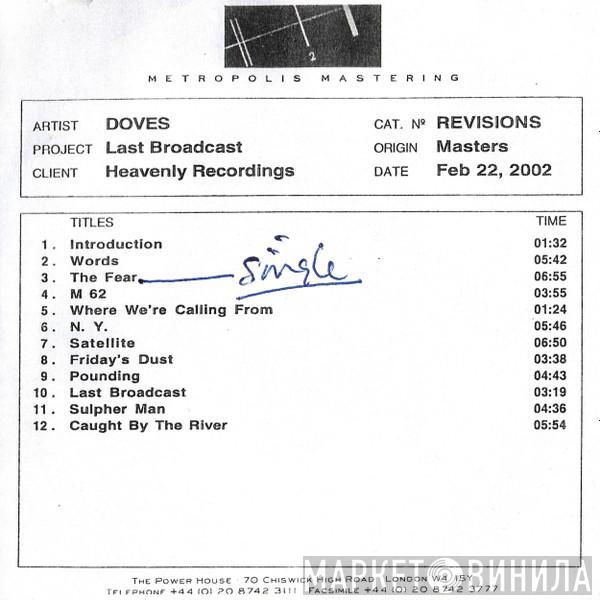 2
METROPOLIS MASTERING
ARTIST DOVES CAT. Nº REVISIONS
PROJECT Last Broadcast ORIGIN Masters
CLIENT Heavenly Recordings DATE Feb 22, 2002
TITLES TIME
1. Introduction 01:32
2. Words 05:42
3. The Fear single 06:55
4. M 62 03:55
5. Where We're Calling From 01:24
6. N. Y. 05:46
7. Satellite 06:50
8. Friday's Dust 03:38
9. Pounding 04:43
10. Last Broadcast 03:19
11. Sulpher Man 04:36
12. Caught By The River 05:54
THE POWER HOUSE 70 CHISWICK HIGH ROAD LONDON W4 1SY
TELEPHONE +44 (0) 20 8742 3111 FACSIMILE +44 (0) 20 8742 3777
МАРКЕТ ВИНИЛА